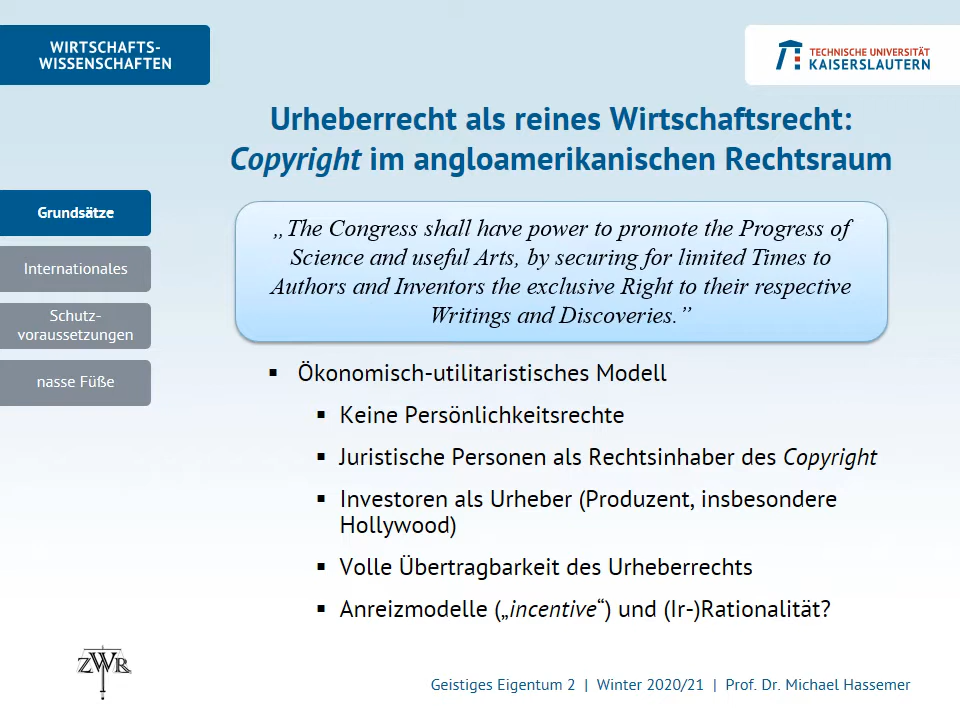 WIRTSCHAFTS-
WISSENSCHAFTEN
TECHNISCHE UNIVERSITÄT
KAISERSLAUTERN
Urheberrecht als reines Wirtschaftsrecht:
Copyright im angloamerikanischen Rechtsraum
Grundsätze
Internationales
Schutz-
voraussetzungen
nasse Füße
„The Congress shall have power to promote the Progress of
Science and useful Arts, by securing for limited Times to
Authors and Inventors the exclusive Right to their respective
Writings and Discoveries.”
▪ Ökonomisch-utilitaristisches Modell
▪ Keine Persönlichkeitsrechte
▪ Juristische Personen als Rechtsinhaber des Copyright
▪ Investoren als Urheber (Produzent, insbesondere
Hollywood)
▪ Volle Übertragbarkeit des Urheberrechts
▪ Anreizmodelle („incentive“) und (Ir-)Rationalität?
ZWR
Geistiges Eigentum 2 | Winter 2020/21 | Prof. Dr. Michael Hassemer